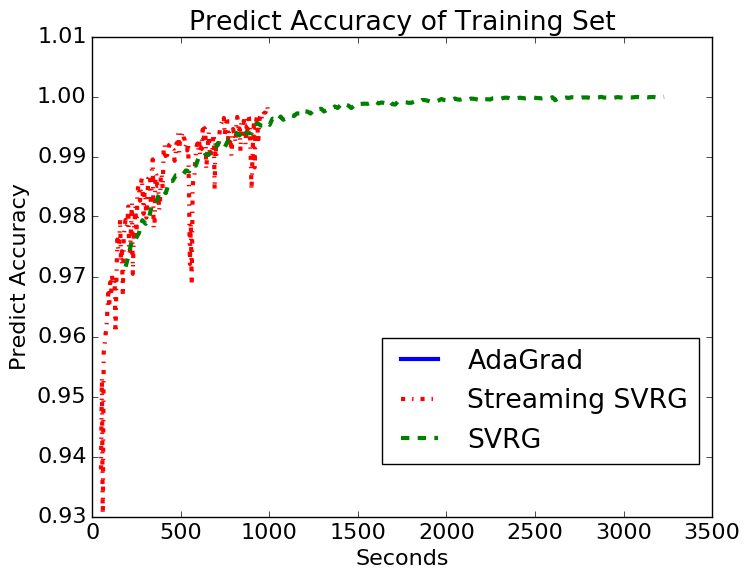 Predict Accuracy of Training Set
1.01
1.00
0.99
0.98
0.97
0.96
0.95
0.94
0.93
Predict Accuracy
AdaGrad
Streaming SVRG
SVRG
0 500 1000 1500 2000 2500 3000 3500
Seconds